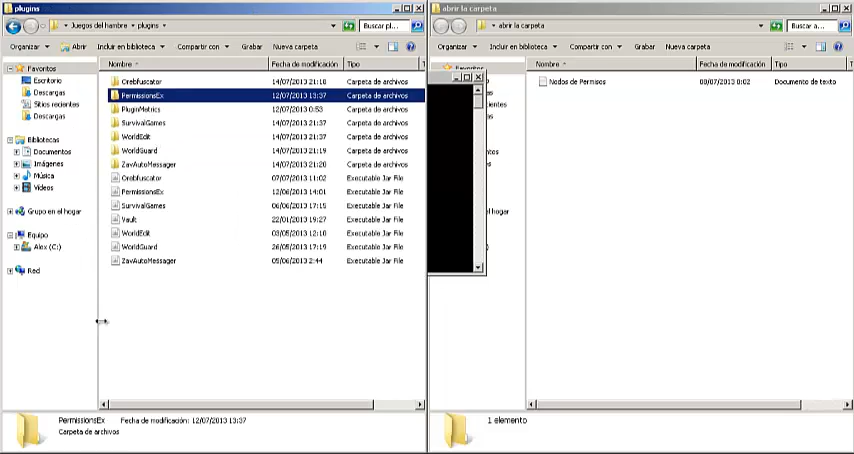 plugins
Juegos del hambre ▸ plugins ▸
Buscar pl...
Organizar Abrir Incluir en biblioteca Compartir con Grabar Nueva carpeta
Favoritos
Escritorio
Descargas
Sitios recientes
Descargas
Bibliotecas
Documentos
Imágenes
Música
Vídeos
Grupo en el hogar
Equipo
Alex (C:)
Red
Nombre Fecha de modificación Tipo
Orebfuscator 14/07/2013 21:18 Carpeta de archivos
PermissionsEx 12/07/2013 13:37 Carpeta de archivos
PluginMetrics 12/07/2013 0:53 Carpeta de archivos
SurvivalGames 14/07/2013 21:37 Carpeta de archivos
WorldEdit 14/07/2013 21:37 Carpeta de archivos
WorldGuard 14/07/2013 21:19 Carpeta de archivos
ZavAutoMessager 14/07/2013 21:20 Carpeta de archivos
Orebfuscator 07/07/2013 11:02 Executable Jar File
PermissionsEx 12/06/2013 14:01 Executable Jar File
SurvivalGames 06/06/2013 17:15 Executable Jar File
Vault 22/01/2013 19:27 Executable Jar File
WorldEdit 03/05/2013 12:10 Executable Jar File
WorldGuard 26/05/2013 17:19 Executable Jar File
ZavAutoMessager 05/06/2013 2:44 Executable Jar File
PermissionsEx Fecha de modificación: 12/07/2013 13:37
Carpeta de archivos
abrir la carpeta
abrir la carpeta
Buscar a...
Organizar Incluir en biblioteca Compartir con Grabar Nueva carpeta
Favoritos
Nombre Fecha de modificación Tipo T
Nodos de Permisos 08/07/2013 0:02 Documento de texto
as
ecientes
as
ntos
es
el hogar
1 elemento